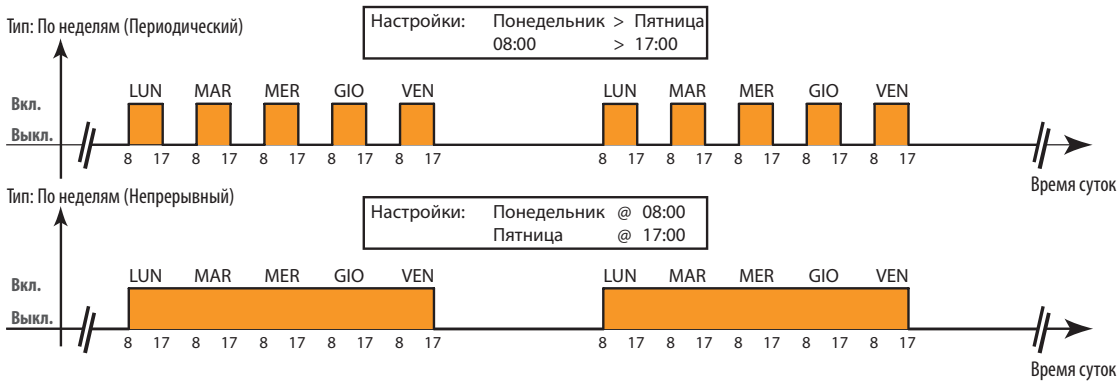 Тип: По неделям (Периодический)
Настройки: Понедельник > Пятница
08:00 > 17:00
LUN MAR MER GIO VEN LUN MAR MER GIO VEN
Вкл.
Выкл.
8 17 8 17 8 17 8 17 8 17 8 17 8 17 8 17 8 17 8 17
Время суток
Тип: По неделям (Непрерывный)
Настройки: Понедельник @ 08:00
Пятница @ 17:00
LUN MAR MER GIO VEN LUN MAR MER GIO VEN
Вкл.
Выкл.
8 17 8 17 8 17 8 17 8 17 8 17 8 17 8 17 8 17 8 17
Время суток